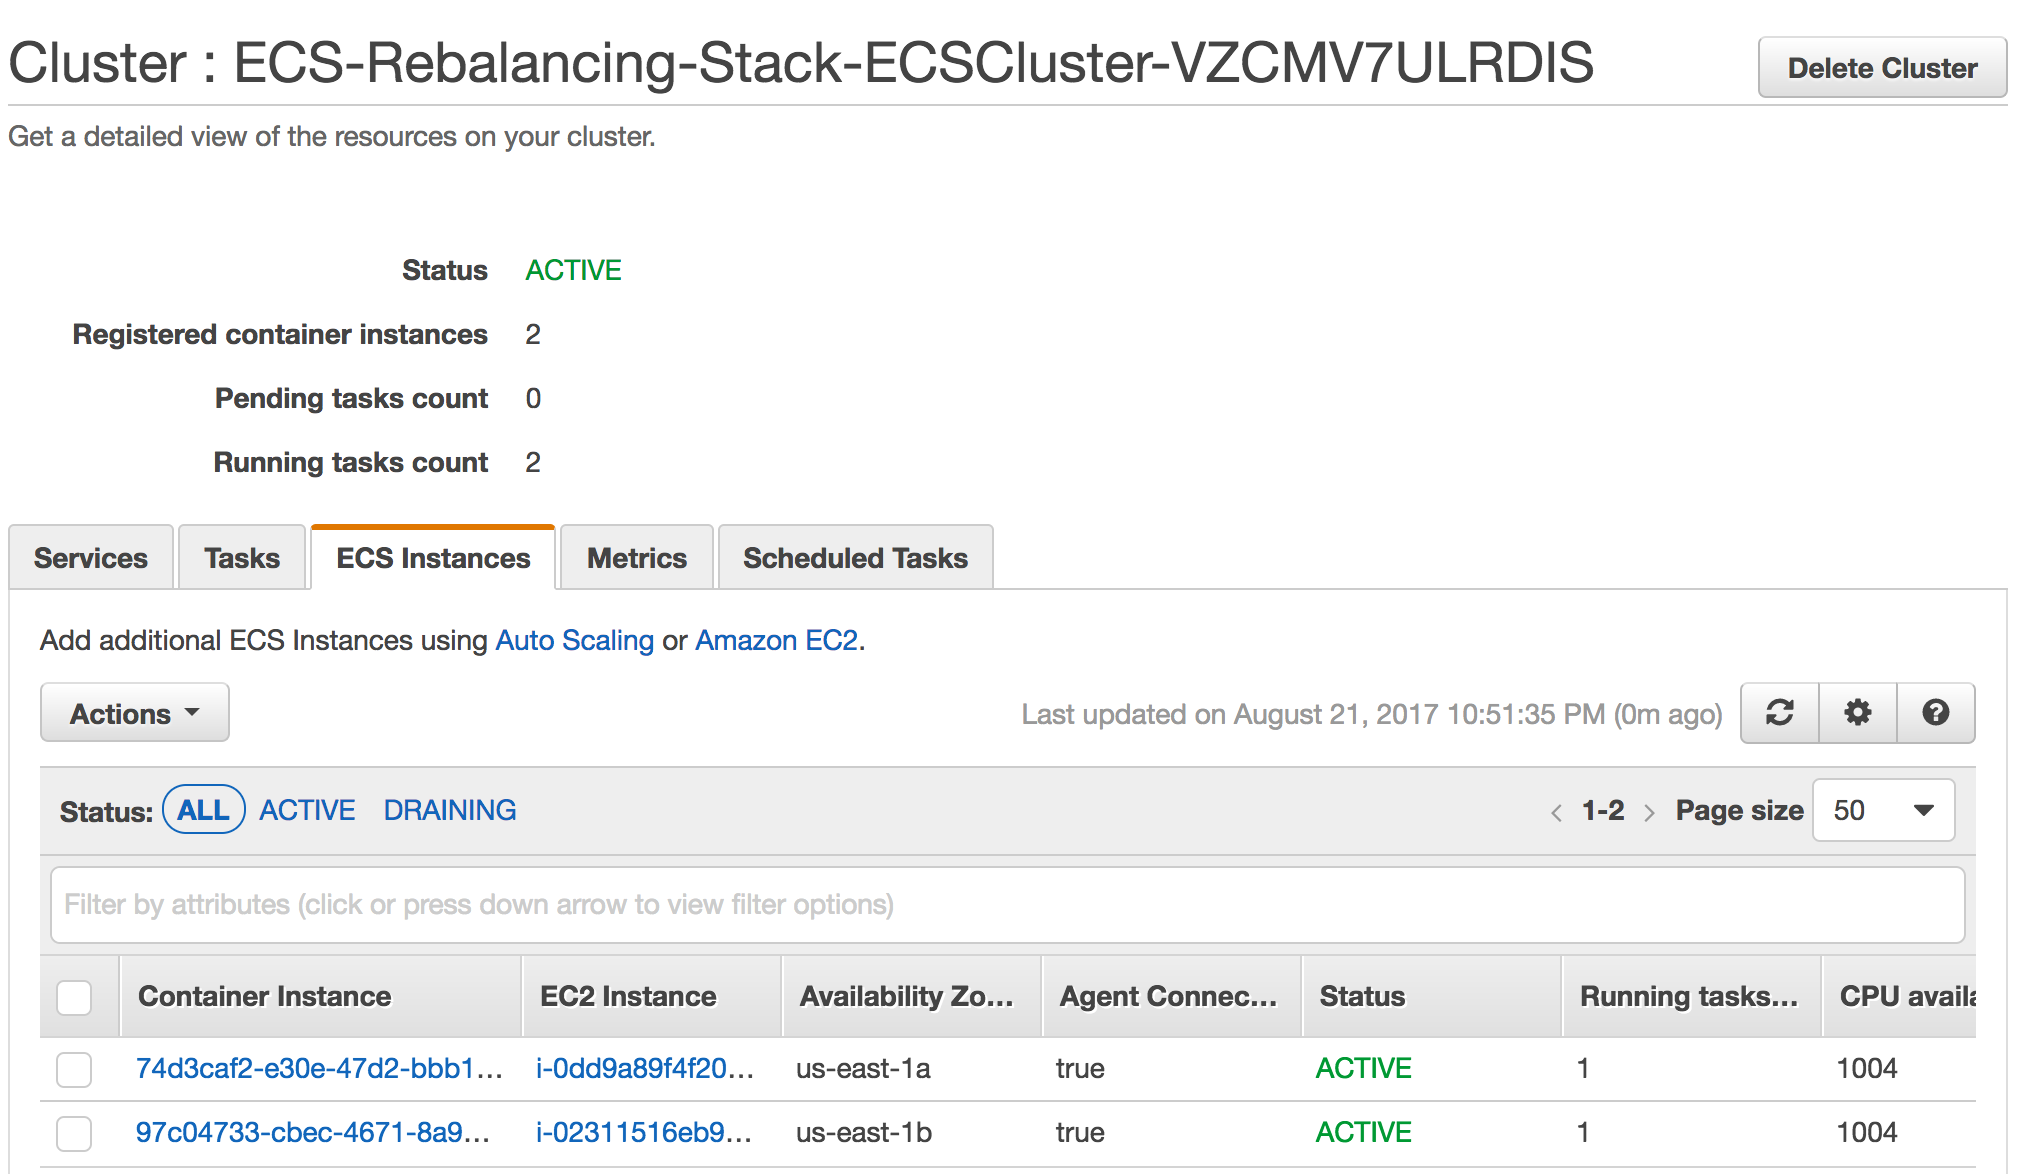 Cluster : ECS-Rebalancing-Stack-ECSCluster-VZCMV7ULRDIS
Delete Cluster
Get a detailed view of the resources on your cluster.
Status ACTIVE
Registered container instances 2
Pending tasks count 0
Running tasks count 2
Services Tasks ECS Instances Metrics Scheduled Tasks
Add additional ECS Instances using Auto Scaling or Amazon EC2.
Actions Last updated on August 21, 2017 10:51:35 PM (0m ago)
Status: ALL ACTIVE DRAINING < 1-2 > Page size 50
Filter by attributes (click or press down arrow to view filter options)
Container Instance EC2 Instance Availability Zo... Agent Connec... Status Running tasks... CPU availa
74d3caf2-e30e-47d2-bbb1... i-0dd9a89f4f20... us-east-1a true ACTIVE 1 1004
97c04733-cbec-4671-8a9... i-02311516eb9... us-east-1b true ACTIVE 1 1004